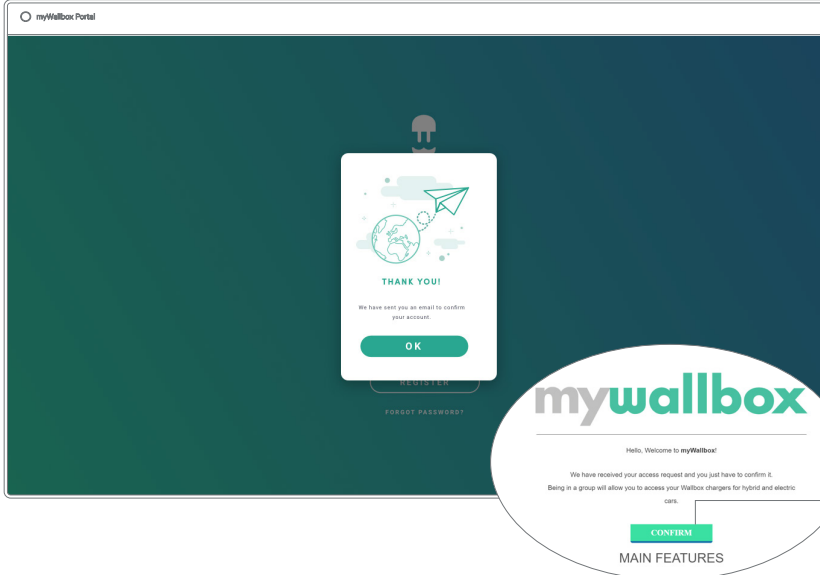 myWallbox Portal
THANK YOU!
We have sent you an email to confirm
your account.
OK
REGISTER
FORGOT PASSWORD?
mywallbox
Hello, Welcome to myWallbox!
We have received your access request and you just have to confirm it.
Being in a group will allow you to access your Wallbox chargers for hybrid and electric
cars.
CONFIRM
MAIN FEATURES